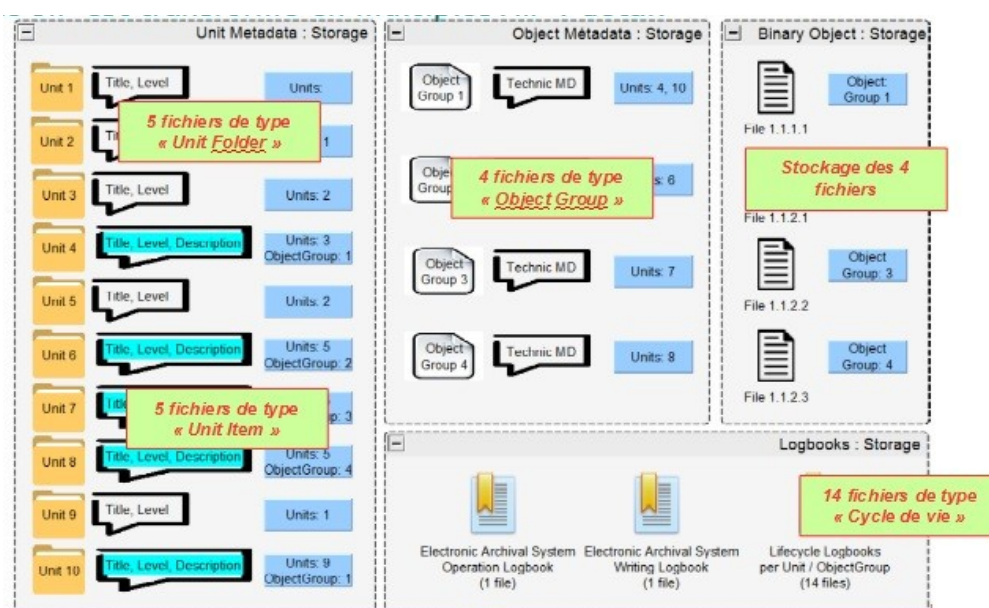 Unit Metadata : Storage
Unit 1
Title, Level
Units:
5 fichiers de type
« Unit Folder »
Unit 2
1
Unit 3
Title, Level
Units: 2
Unit 4
Title, Level, Description
Units: 3
ObjectGroup: 1
Unit 5
Title, Level
Units: 2
Unit 6
Title, Level, Description
Units: 5
ObjectGroup: 2
Unit 7
5 fichiers de type
« Unit Item »
p: 3
Unit 8
Title, Level, Description
Units: 5
ObjectGroup: 4
Unit 9
Title, Level
Units: 1
Unit 10
Title, Level, Description
Units: 9
ObjectGroup: 1
Object Metadata : Storage
Object
Group 1
Technic MD
Units: 4, 10
4 fichiers de type
« Object Group »
s: 6
Object
Group 3
Technic MD
Units: 7
Object
Group 4
Technic MD
Units: 8
Binary Object : Storage
Object:
Group 1
File 1.1.1.1
Stockage des 4
fichiers
File 1.1.2.1
Object
Group: 3
File 1.1.2.2
Object
Group: 4
File 1.1.2.3
Logbooks : Storage
14 fichiers de type
« Cycle de vie »
Electronic Archival System
Operation Logbook
(1 file)
Electronic Archival System
Writing Logbook
(1 file)
Lifecycle Logbooks
per Unit / ObjectGroup
(14 files)